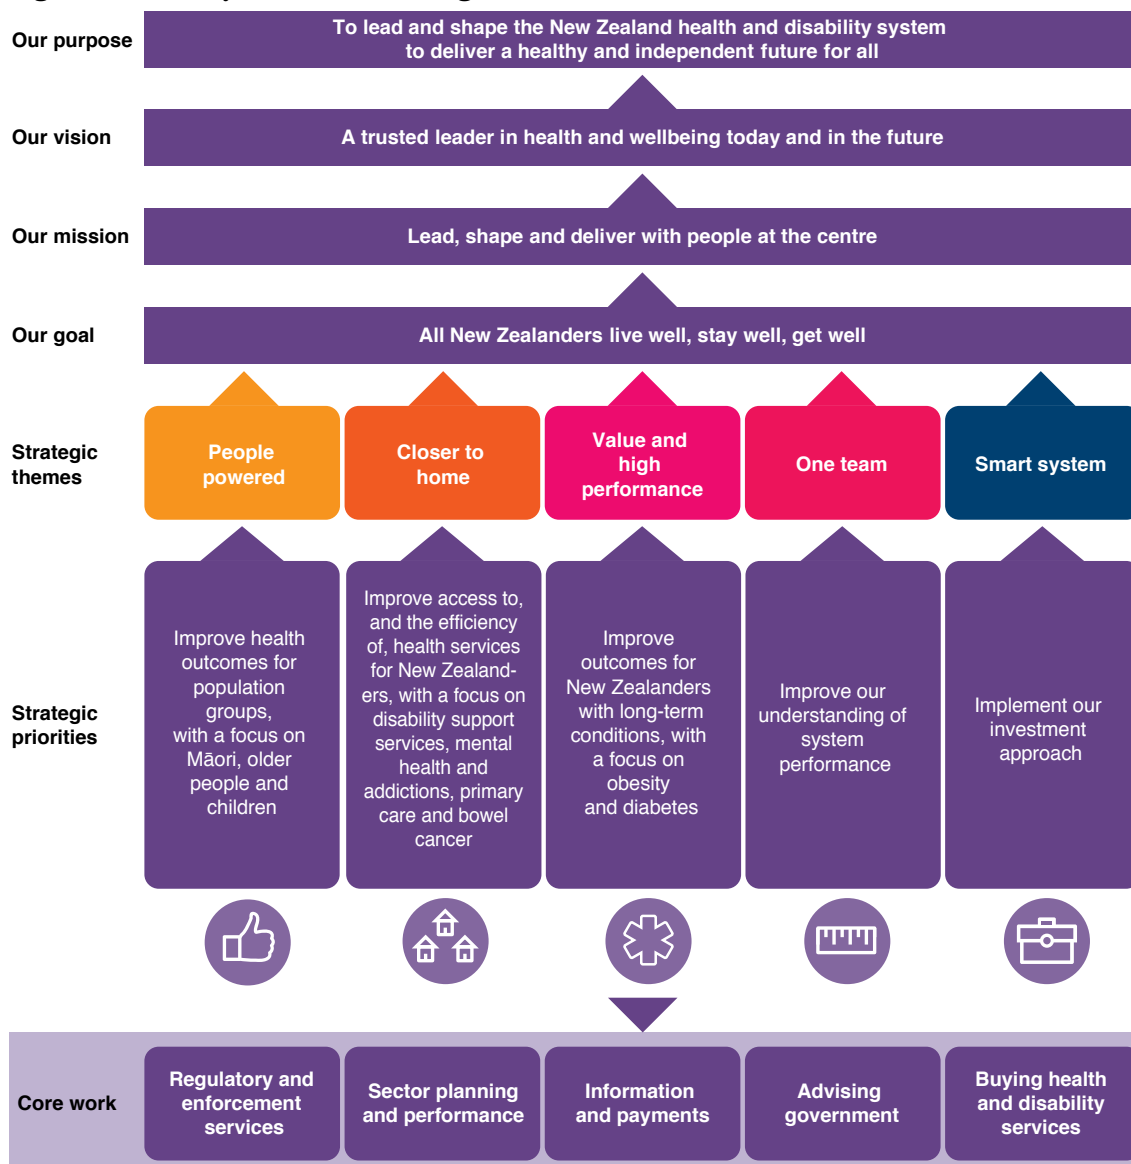 Our purpose
To lead and shape the New Zealand health and disability system
to deliver a healthy and independent future for all
Our vision
A trusted leader in health and wellbeing today and in the future
Our mission
Lead, shape and deliver with people at the centre
Our goal
All New Zealanders live well, stay well, get well
Strategic
themes
People
powered
Closer to
home
Value and
high
performance
One team
Smart system
Strategic
priorities
Improve health
outcomes for
population
groups,
with a focus on
Māori, older
people and
children
Improve access to,
and the efficiency
of, health services
for New Zealand-
ers, with a focus on
disability support
services, mental
health and
addictions, primary
care and bowel
cancer
Improve
outcomes for
New Zealanders
with long-term
conditions, with
a focus on
obesity
and diabetes
Improve our
understanding of
system
performance
Implement our
investment
approach
Core work
Regulatory and
enforcement
services
Sector planning
and performance
Information
and payments
Advising
government
Buying health
and disability
services